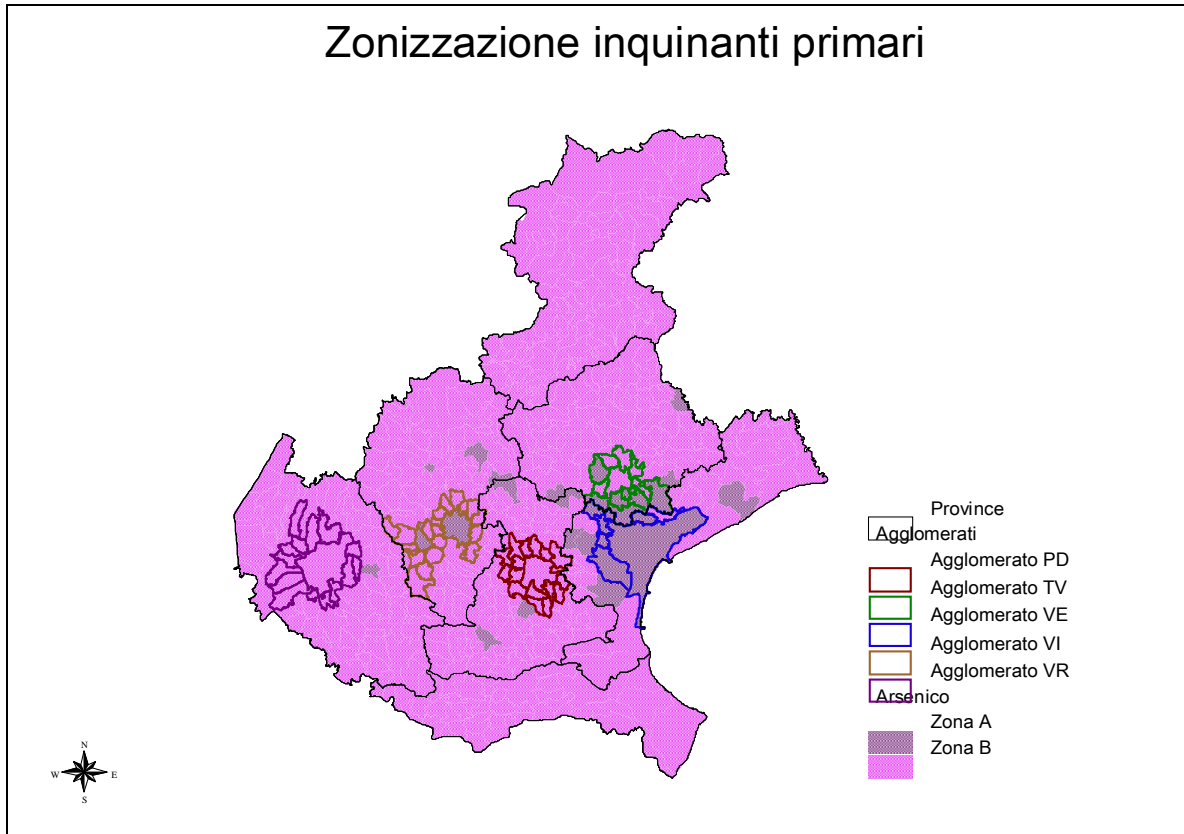 Zonizzazione inquinanti primari
Province
Agglomerati
Agglomerato PD
Agglomerato TV
Agglomerato VE
Agglomerato VI
Agglomerato VR
Arsenico
Zona A
Zona B
N
W E
S